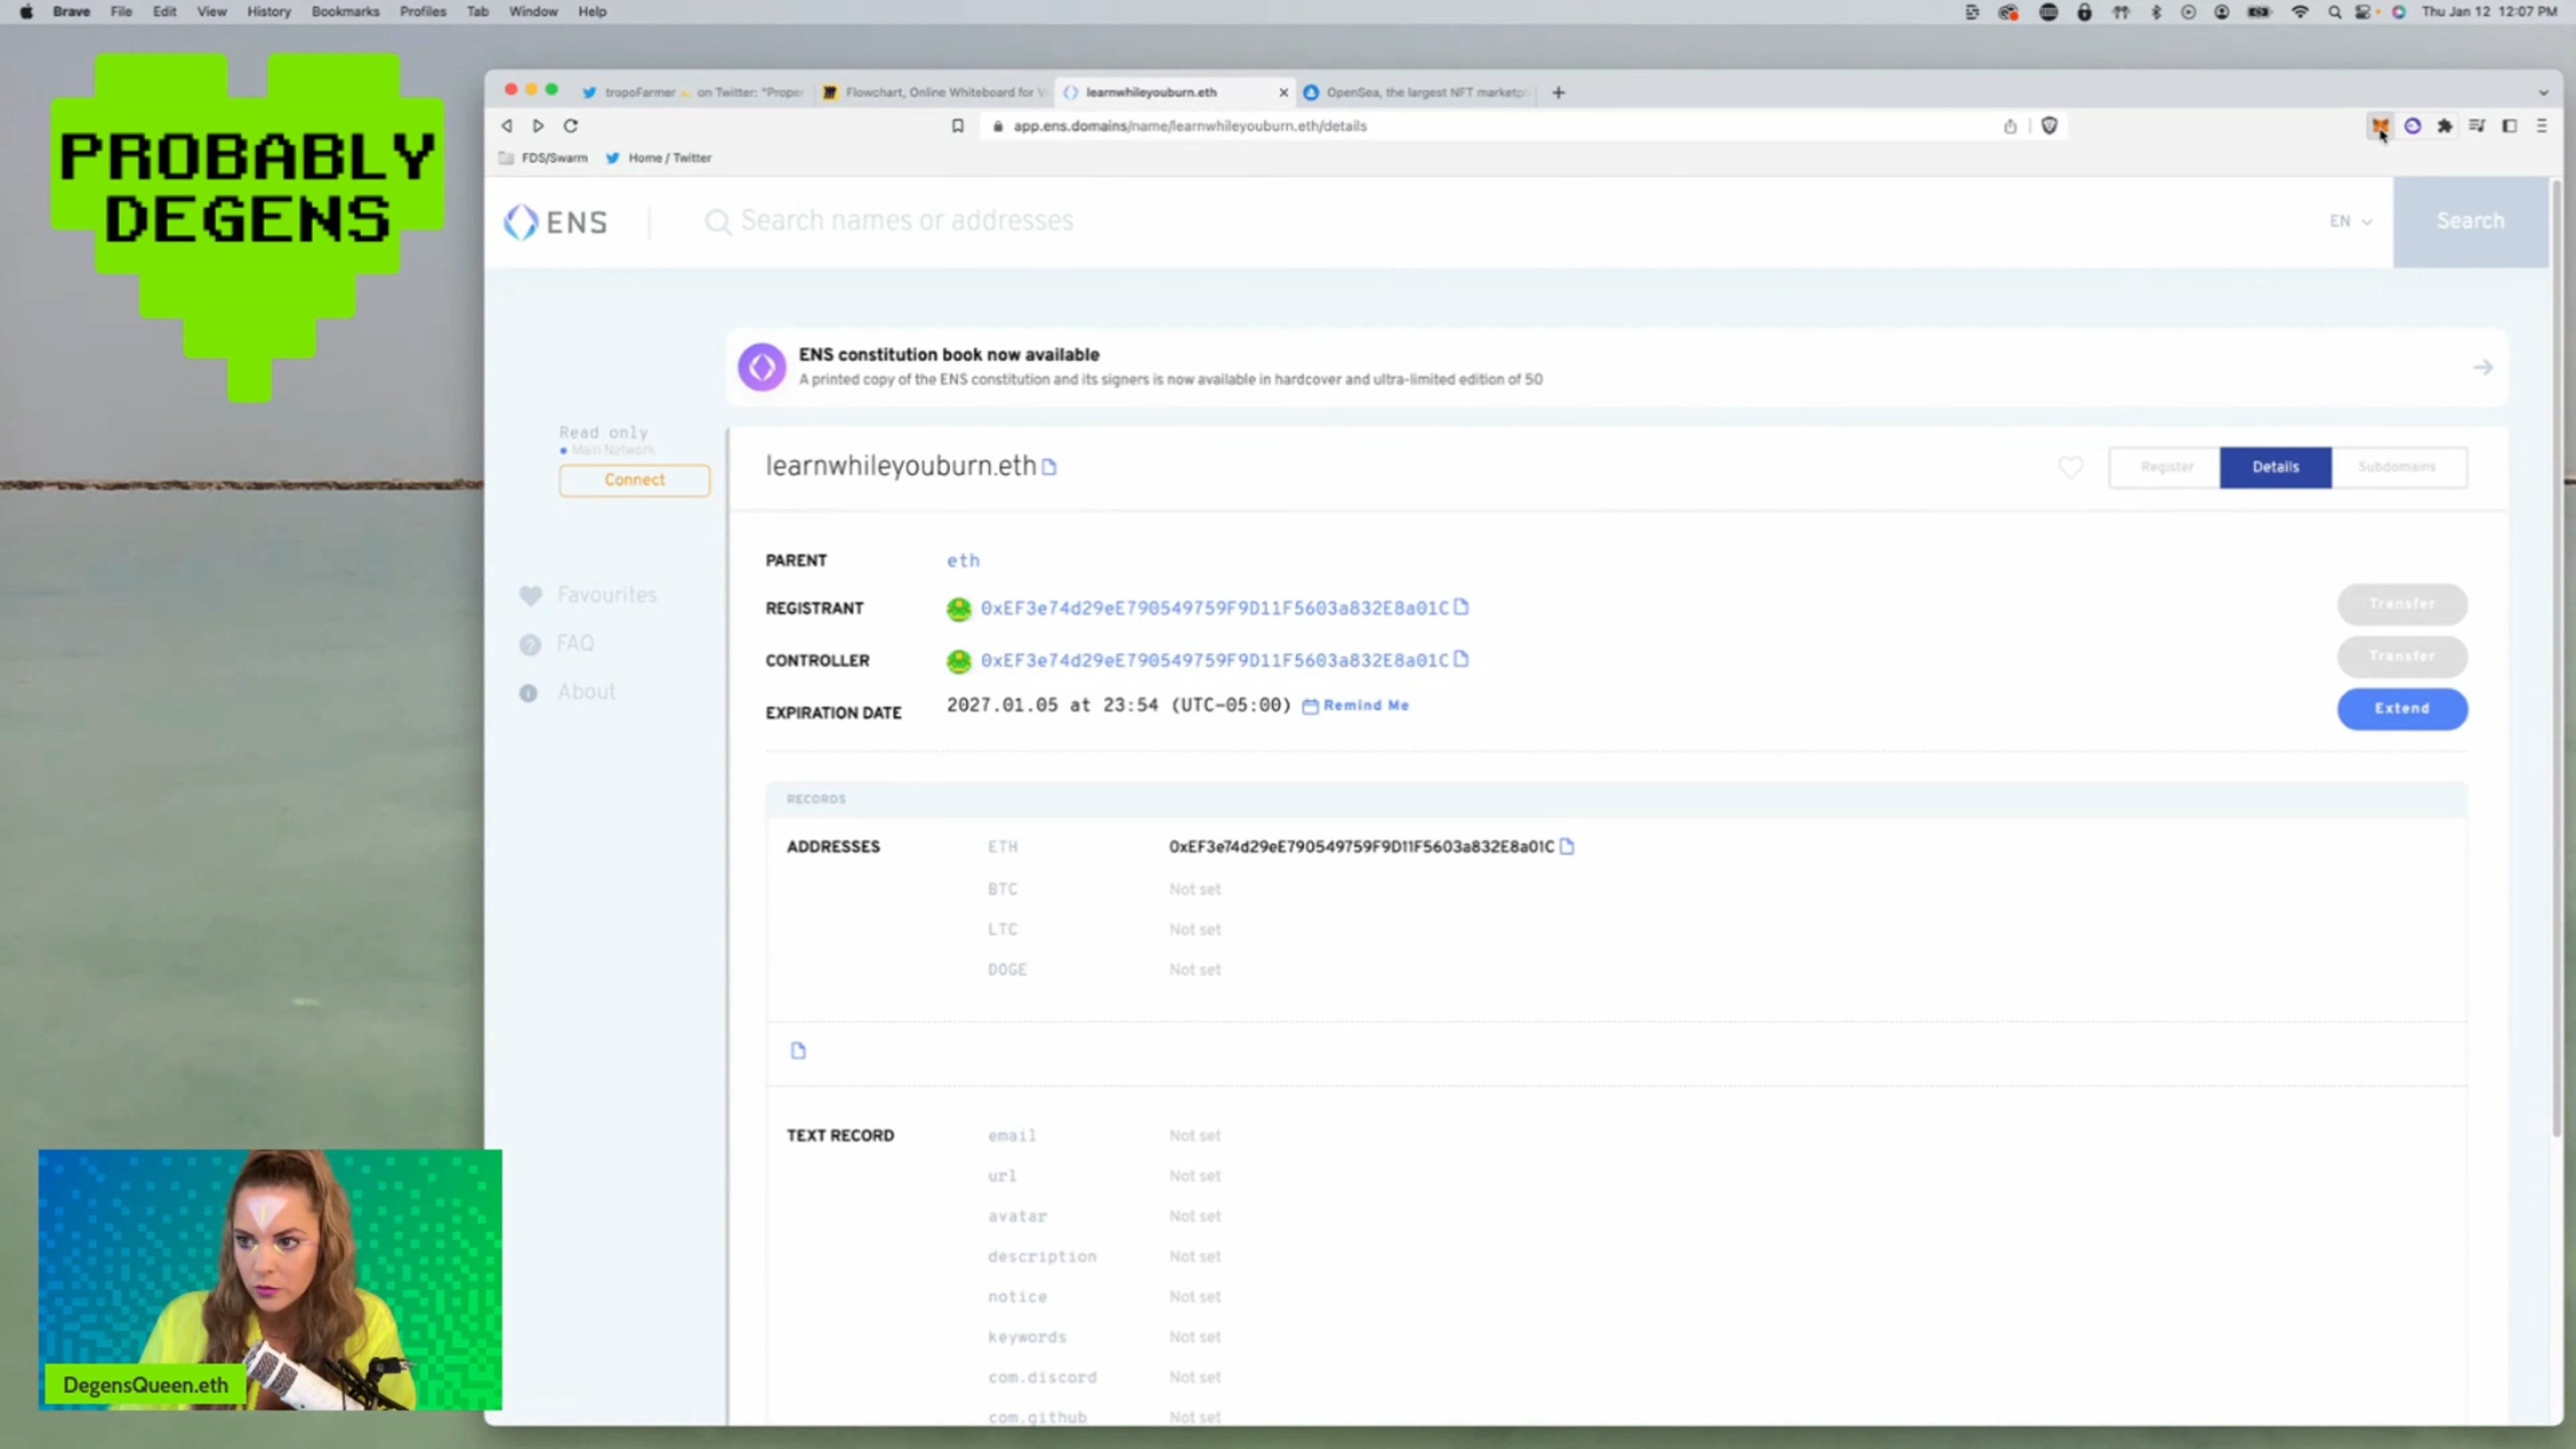 Brave File Edit View History Bookmarks Profiles Tab Window Help
Thu Jan 12 12:07 PM
PROBABLY
DEGENS
tropoFarmer on Twitter: "Proper
Flowchart, Online Whiteboard for V
learnwhileyouburn.eth
OpenSea, the largest NFT marketpl
app.ens.domains/name/learnwhileyouburn.eth/details
FDS/Swarm
Home / Twitter
ENS
Search names or addresses
EN
Search
ENS constitution book now available
A printed copy of the ENS constitution and its signers is now available in hardcover and ultra-limited edition of 50
Read only
Main Network
Connect
Favourites
FAQ
About
learnwhileyouburn.eth
Register
Details
Subdomains
PARENT eth
REGISTRANT 0xEF3e74d29eE790549759F9D11F5603a832E8a01C
Transfer
CONTROLLER 0xEF3e74d29eE790549759F9D11F5603a832E8a01C
Transfer
EXPIRATION DATE 2027.01.05 at 23:54 (UTC-05:00) Remind Me
Extend
RECORDS
ADDRESSES ETH 0xEF3e74d29eE790549759F9D11F5603a832E8a01C
BTC Not set
LTC Not set
DOGE Not set
TEXT RECORD email Not set
url Not set
avatar Not set
description Not set
notice Not set
keywords Not set
com.discord Not set
com.github Not set
DegensQueen.eth